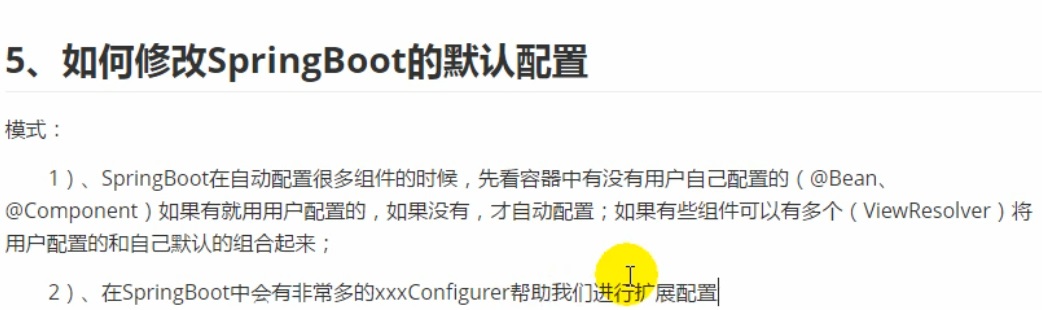 5、如何修改SpringBoot的默认配置
模式：
1）、SpringBoot在自动配置很多组件的时候，先看容器中有没有用户自己配置的（@Bean、
@Component）如果有就用用户配置的，如果没有，才自动配置；如果有些组件可以有多个（ViewResolver）将
用户配置的和自己默认的组合起来；
2）、在SpringBoot中会有非常多的xxxConfigurer帮助我们进行扩展配置